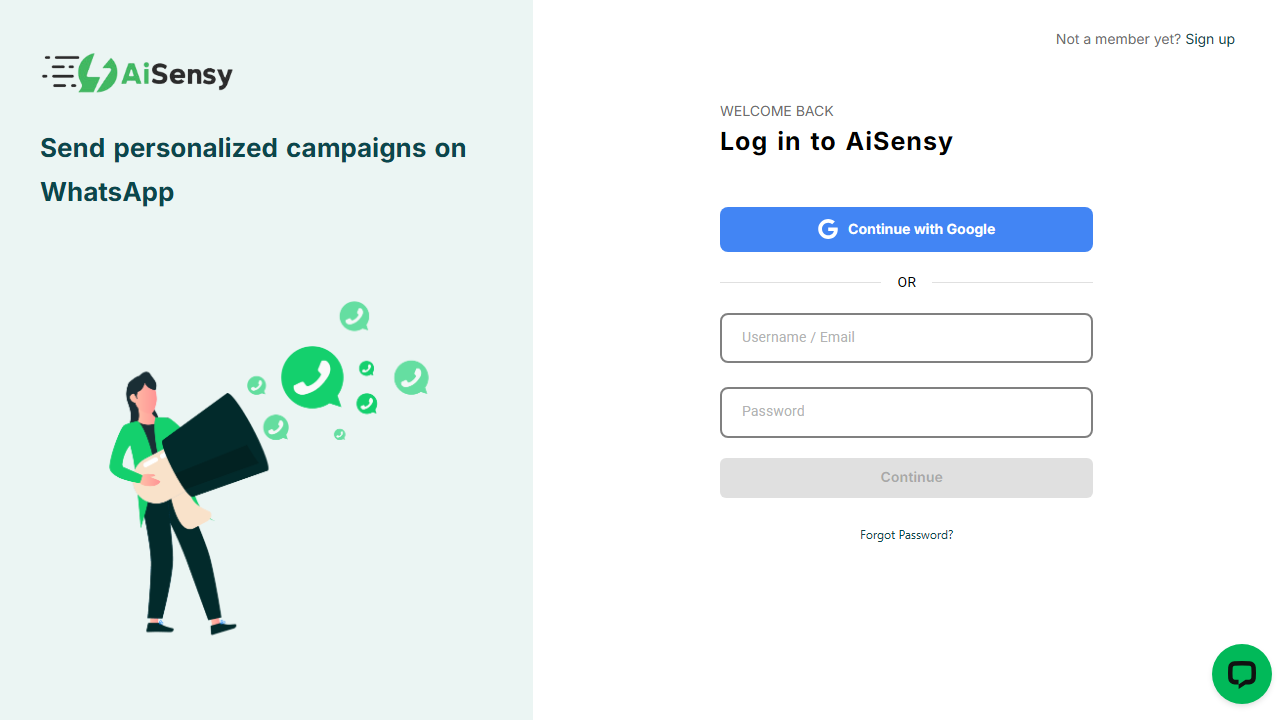 AiSensy
Send personalized campaigns on
WhatsApp
Not a member yet? Sign up
WELCOME BACK
Log in to AiSensy
Continue with Google
OR
Username / Email
Password
Continue
Forgot Password?